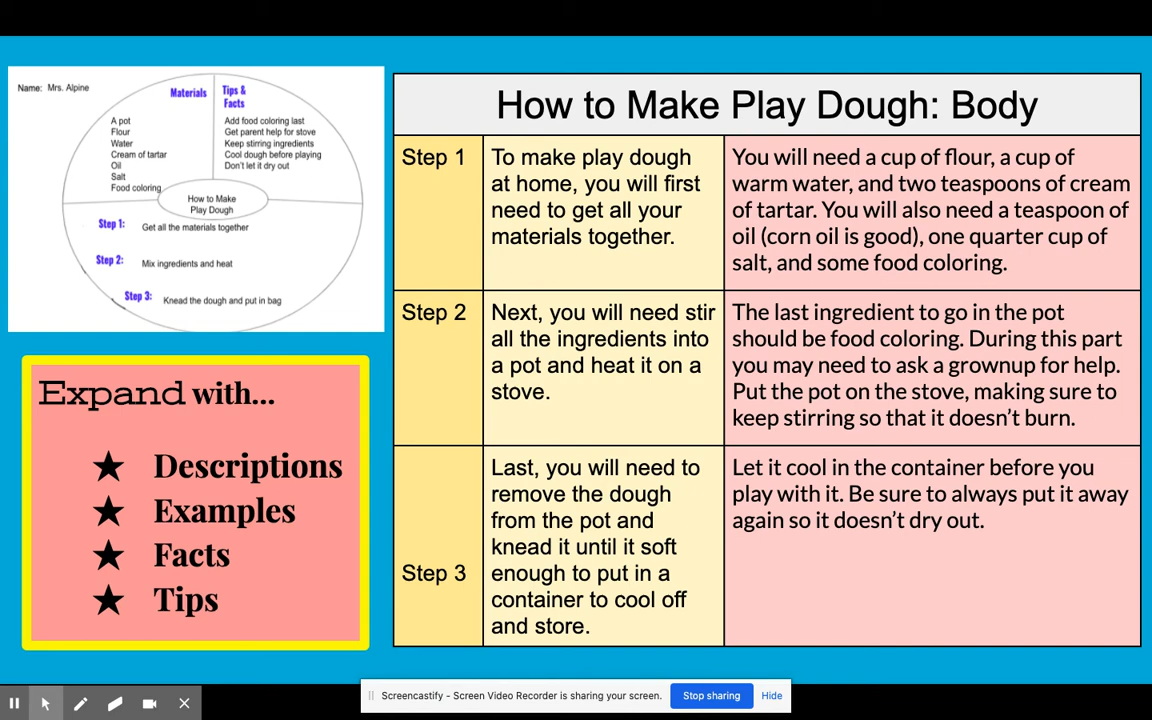 Name: Mrs. Alpine
Materials
A pot
Flour
Water
Cream of tartar
Oil
Salt
Food coloring
Tips &
Facts
Add food coloring last
Get parent help for stove
Keep stirring ingredients
Cool dough before playing
Don't let it dry out
How to Make
Play Dough
Step 1: Get all the materials together
Step 2: Mix ingredients and heat
Step 3: Knead the dough and put in bag
Expand with...
★ Descriptions
★ Examples
★ Facts
★ Tips
How to Make Play Dough: Body
Step 1
To make play dough
at home, you will first
need to get all your
materials together.
You will need a cup of flour, a cup of
warm water, and two teaspoons of cream
of tartar. You will also need a teaspoon of
oil (corn oil is good), one quarter cup of
salt, and some food coloring.
Step 2
Next, you will need stir
all the ingredients into
a pot and heat it on a
stove.
The last ingredient to go in the pot
should be food coloring. During this part
you may need to ask a grownup for help.
Put the pot on the stove, making sure to
keep stirring so that it doesn't burn.
Step 3
Last, you will need to
remove the dough
from the pot and
knead it until it soft
enough to put in a
container to cool off
and store.
Let it cool in the container before you
play with it. Be sure to always put it away
again so it doesn't dry out.
Screencastify - Screen Video Recorder is sharing your screen.
Stop sharing
Hide